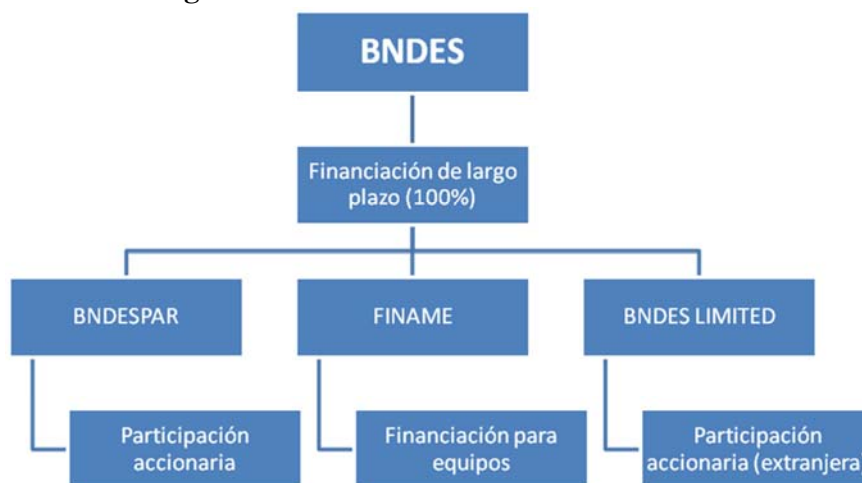 BNDES
Financiación de largo
plazo (100%)
BNDESPAR
FINAME
BNDES LIMITED
Participación
accionaria
Financiación para
equipos
Participación
accionaria (extranjera)